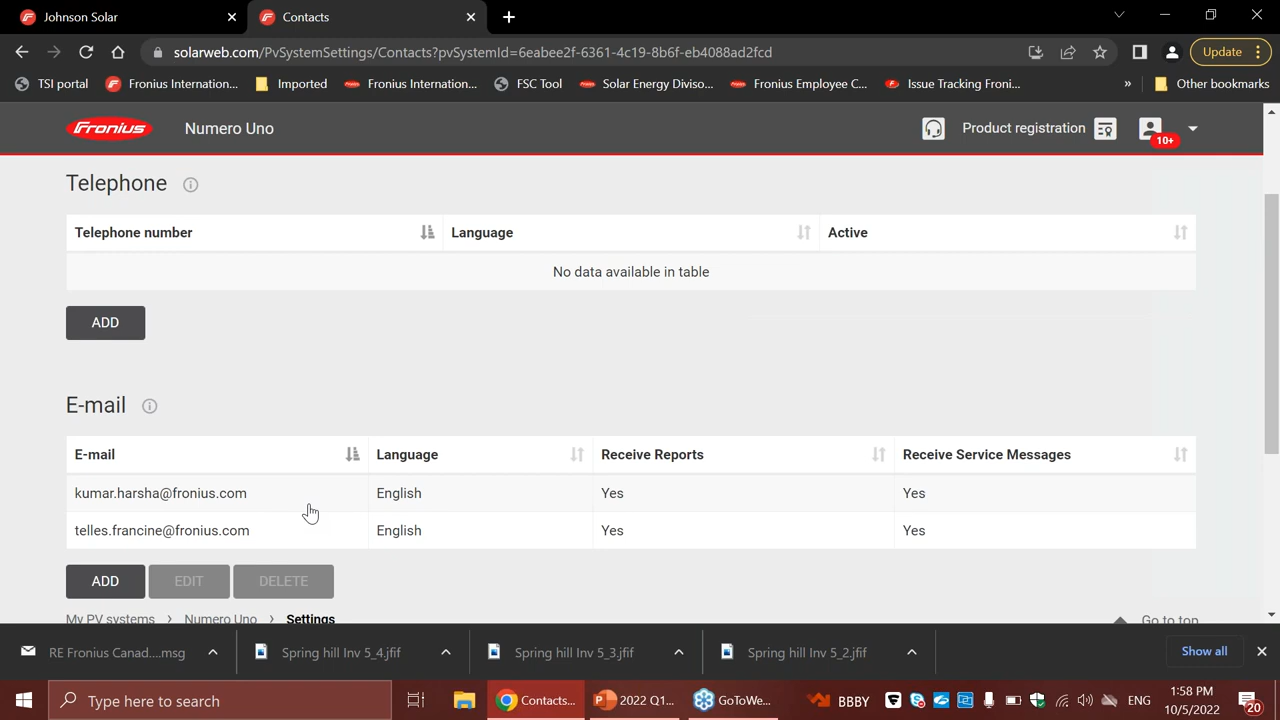 Johnson Solar
Contacts
solarweb.com/PvSystemSettings/Contacts?pvSystemId=6eabee2f-6361-4c19-8b6f-eb4088ad2fcd
Update
TSI portal
Fronius Internation...
Imported
Fronius Internation...
FSC Tool
Solar Energy Diviso...
Fronius Employee C...
Issue Tracking Froni...
»
Other bookmarks
Fronius
Numero Uno
Product registration
10+
Telephone
Telephone number
Language
Active
No data available in table
ADD
E-mail
E-mail
Language
Receive Reports
Receive Service Messages
kumar.harsha@fronius.com
English
Yes
Yes
telles.francine@fronius.com
English
Yes
Yes
ADD
EDIT
DELETE
My PV systems > Numero Uno > Settings
Go to top
RE Fronius Canad....msg
Spring hill Inv 5_4.jfif
Spring hill Inv 5_3.jfif
Spring hill Inv 5_2.jfif
Show all
Type here to search
Contacts...
2022 Q1...
GoToWe...
BBBY
ENG
1:58 PM
10/5/2022
20